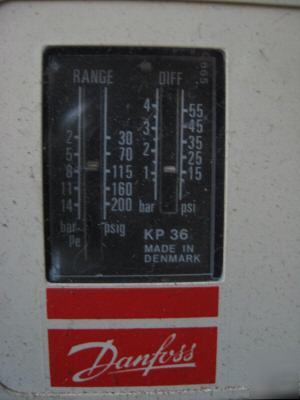 RANGE DIFF 665
4 55
3 45
2 30 2 35
5 70 25
8 115 1 15
11 160
14 200
bar psig bar psi
Pe
KP 36
MADE IN
DENMARK
Danfoss